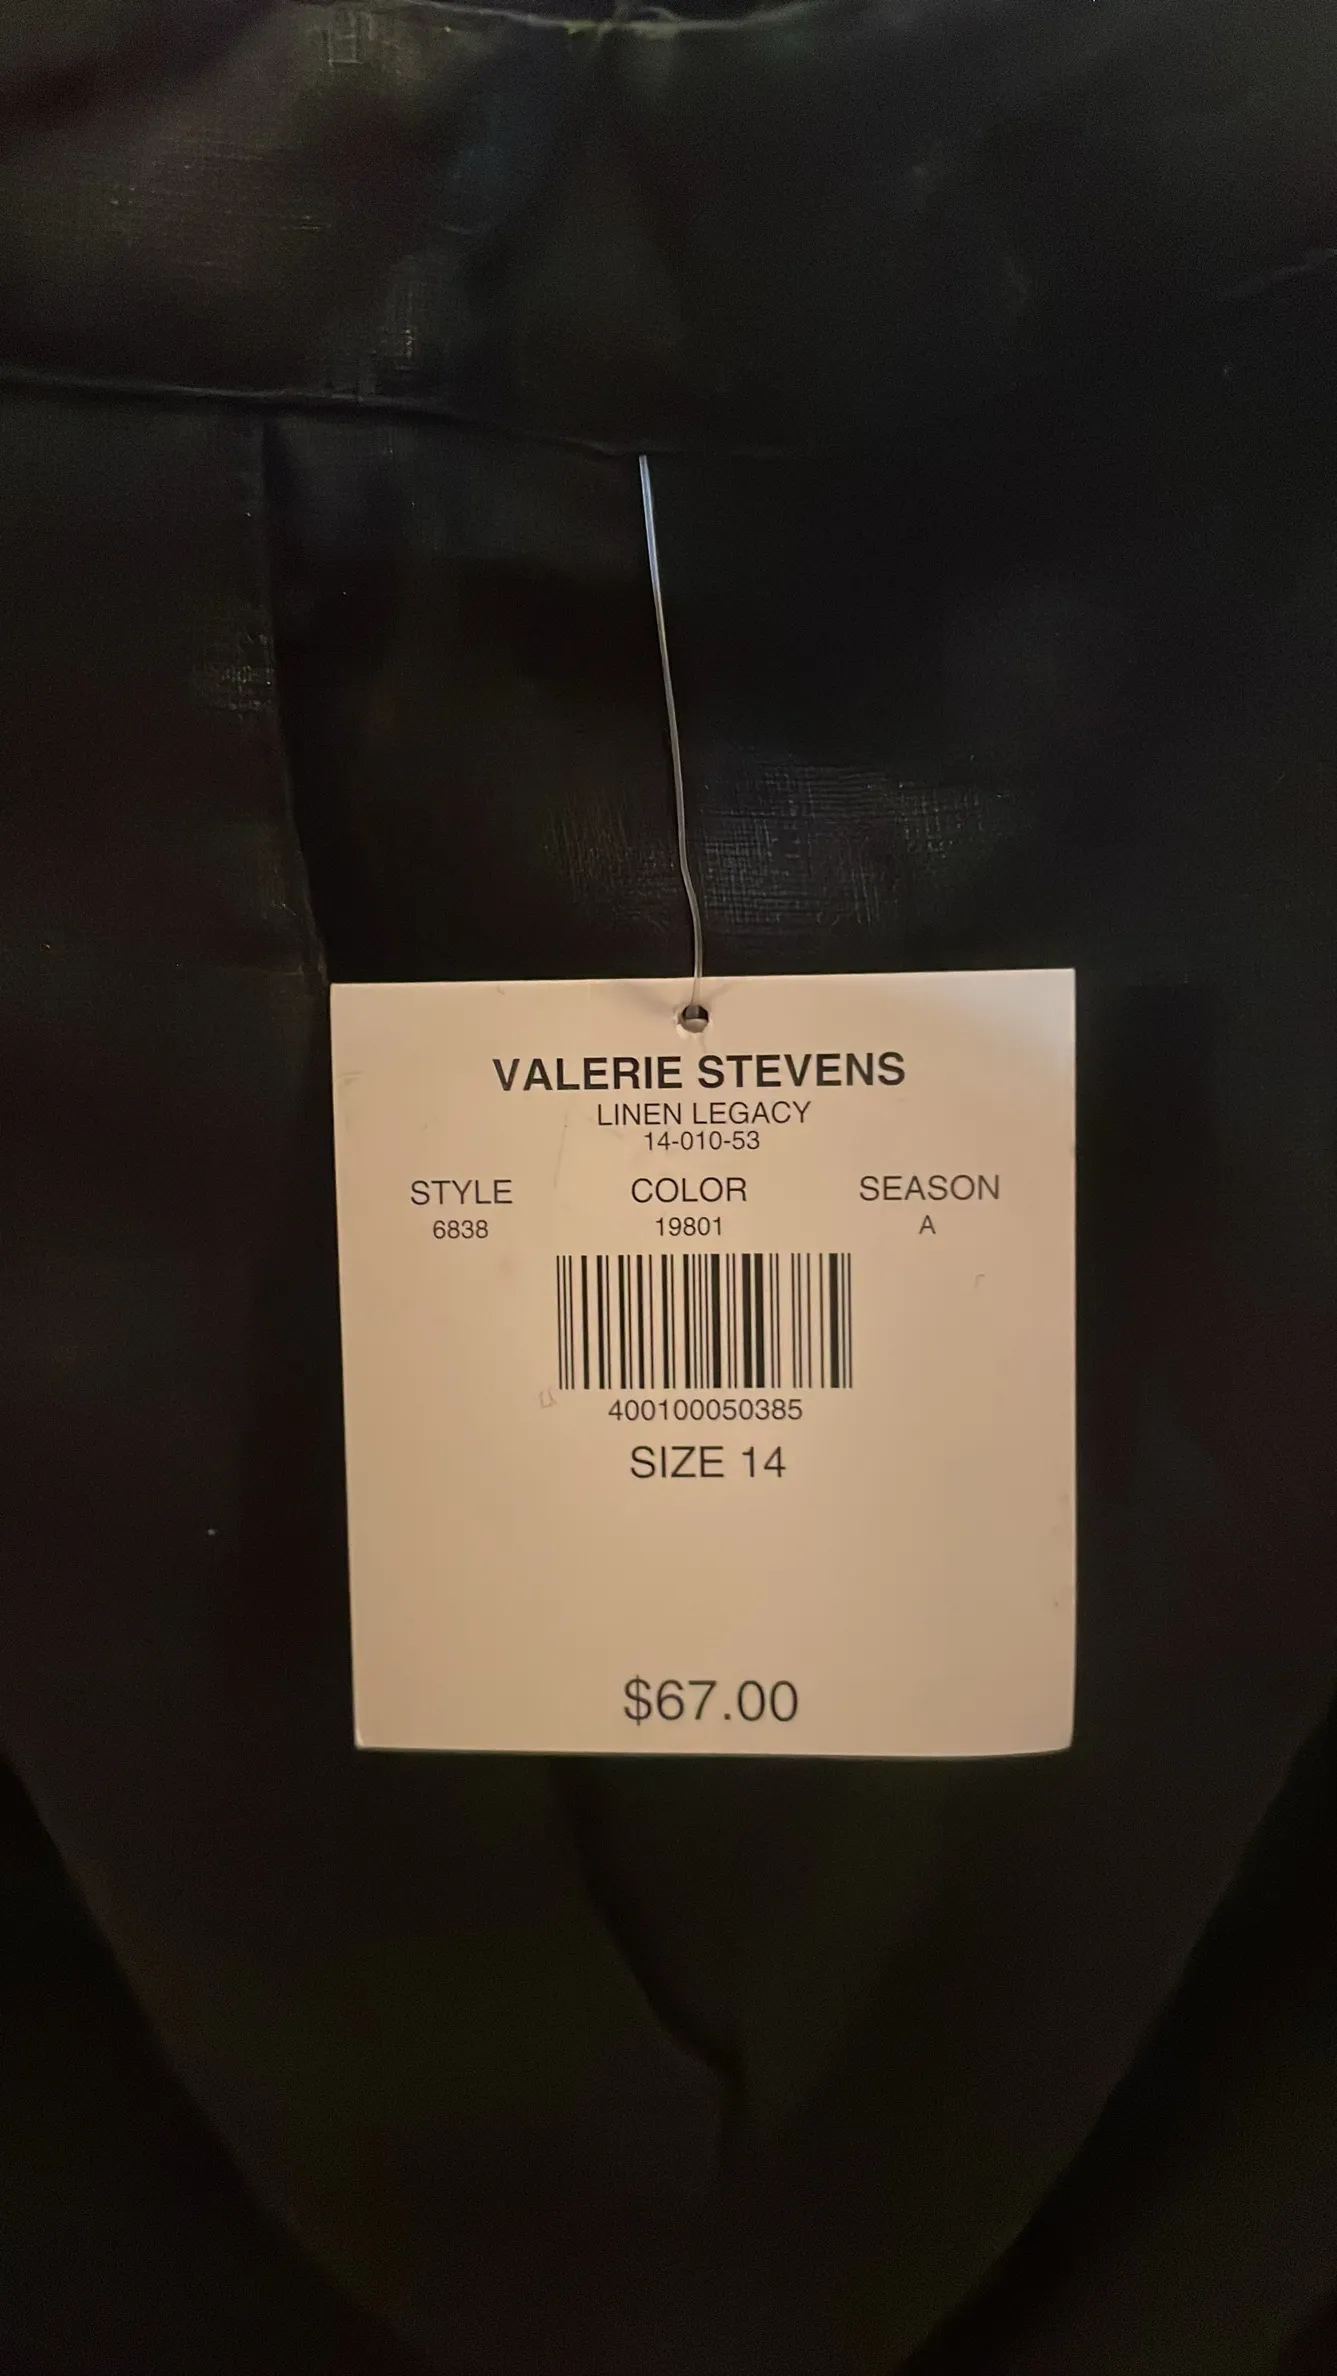 VALERIE STEVENS
LINEN LEGACY
14-010-53
STYLE COLOR SEASON
6838 19801 A
400100050385
SIZE 14
$67.00